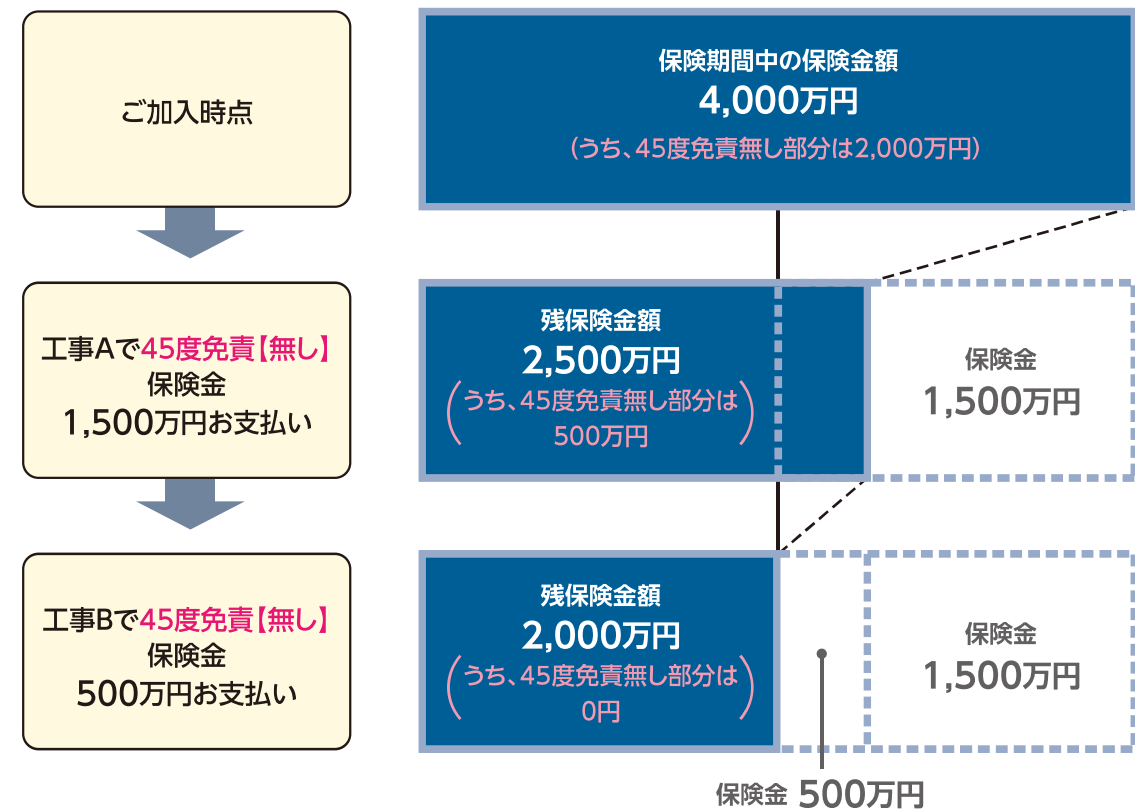 ご加入時点
保険期間中の保険金額
4,000万円
(うち、45度免責無し部分は2,000万円)
工事Aで45度免責【無し】
保険金
1,500万円お支払い
残保険金額
2,500万円
(うち、45度免責無し部分は
500万円)
保険金
1,500万円
工事Bで45度免責【無し】
保険金
500万円お支払い
残保険金額
2,000万円
(うち、45度免責無し部分は
0円)
保険金
1,500万円
保険金 500万円